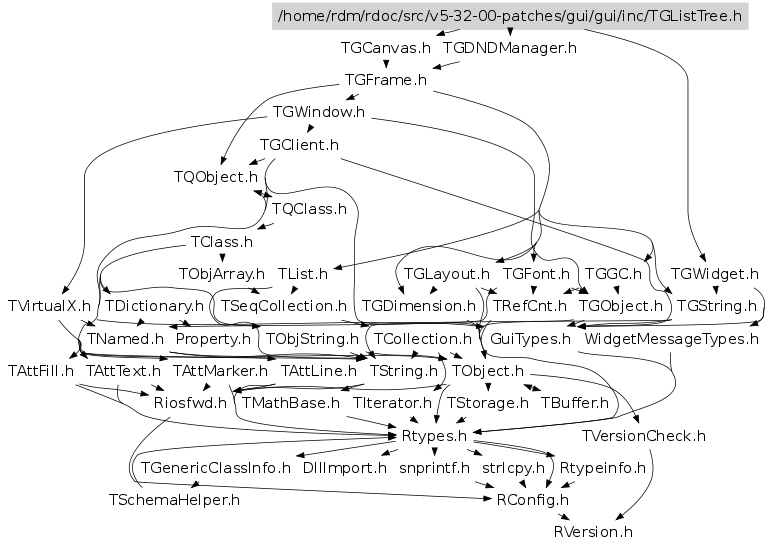 /home/rdm/rdoc/src/v5-32-00-patches/gui/gui/inc/TGListTree.h
TGCanvas.h TGDNDManager.h
TGFrame.h
TGWindow.h
TGClient.h
TQObject.h
TQClass.h
TClass.h
TObjArray.h TList.h TGLayout.h TGFont.h TGGC.h TGWidget.h
TVirtualX.h TDictionary.h TSeqCollection.h TGDimension.h TRefCnt.h TGObject.h TGString.h
TNamed.h Property.h TObjString.h TCollection.h GuiTypes.h WidgetMessageTypes.h
TAttFill.h TAttText.h TAttMarker.h TAttLine.h TString.h TObject.h
Riosfwd.h TMathBase.h TIterator.h TStorage.h TBuffer.h
Rtypes.h TVersionCheck.h
TGenericClassInfo.h DllImport.h snprintf.h strlcpy.h Rtypeinfo.h
TSchemaHelper.h RConfig.h
RVersion.h